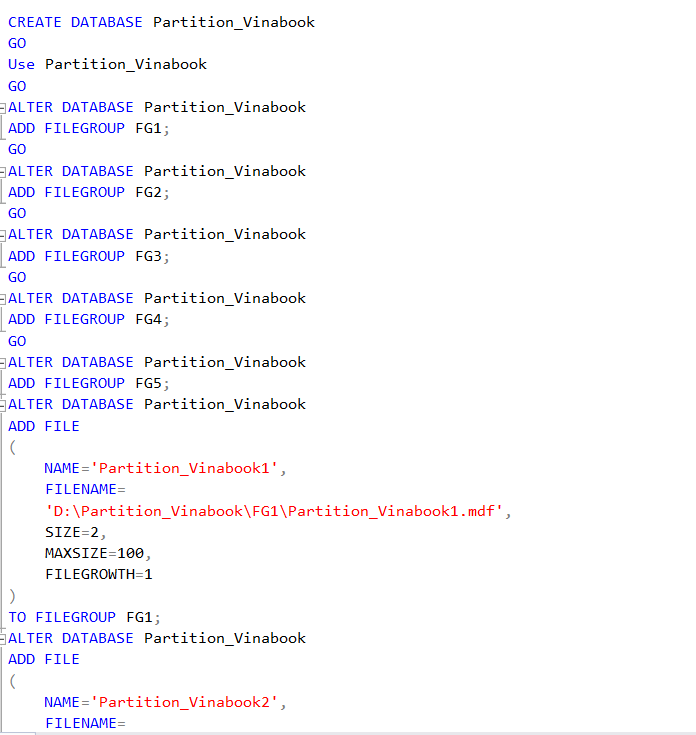 CREATE DATABASE Partition_Vinabook
GO
Use Partition_Vinabook
GO
ALTER DATABASE Partition_Vinabook
ADD FILEGROUP FG1;
GO
ALTER DATABASE Partition_Vinabook
ADD FILEGROUP FG2;
GO
ALTER DATABASE Partition_Vinabook
ADD FILEGROUP FG3;
GO
ALTER DATABASE Partition_Vinabook
ADD FILEGROUP FG4;
GO
ALTER DATABASE Partition_Vinabook
ADD FILEGROUP FG5;
ALTER DATABASE Partition_Vinabook
ADD FILE
(
    NAME='Partition_Vinabook1',
    FILENAME=
    'D:\Partition_Vinabook\FG1\Partition_Vinabook1.mdf',
    SIZE=2,
    MAXSIZE=100,
    FILEGROWTH=1
)
TO FILEGROUP FG1;
ALTER DATABASE Partition_Vinabook
ADD FILE
(
    NAME='Partition_Vinabook2',
    FILENAME=